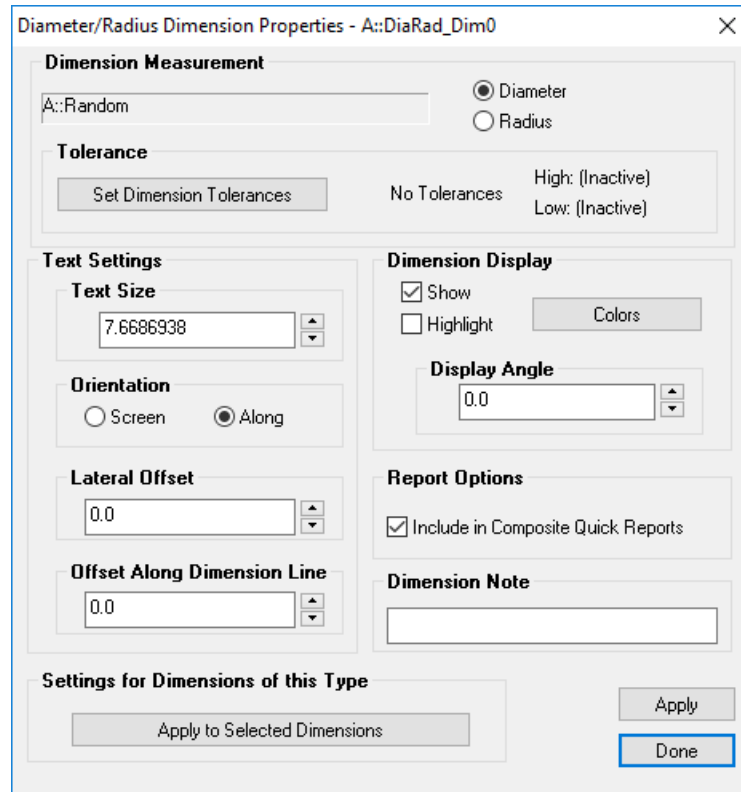 Diameter/Radius Dimension Properties - A::DiaRad_Dim0
Dimension Measurement
A::Random
Diameter
Radius
Tolerance
Set Dimension Tolerances
No Tolerances
High: (Inactive)
Low: (Inactive)
Text Settings
Text Size
7.6686938
Orientation
Screen
Along
Lateral Offset
0.0
Offset Along Dimension Line
0.0
Dimension Display
Show
Highlight
Colors
Display Angle
0.0
Report Options
Include in Composite Quick Reports
Dimension Note
Settings for Dimensions of this Type
Apply to Selected Dimensions
Apply
Done